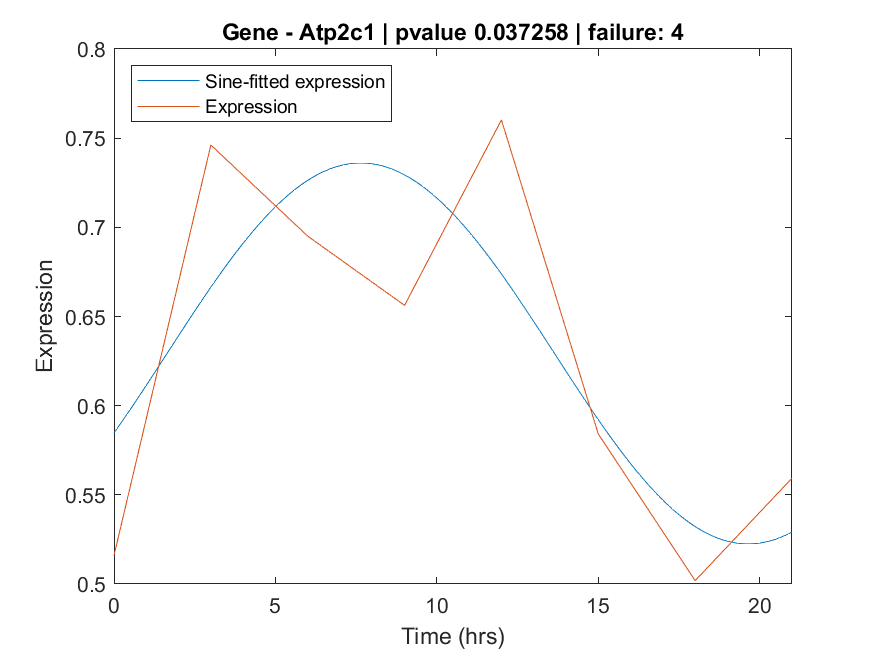 Gene - Atp2c1 | pvalue 0.037258 | failure: 4
0.8
0.75
0.7
0.65
0.6
0.55
0.5
Expression
Sine-fitted expression
Expression
0 5 10 15 20
Time (hrs)